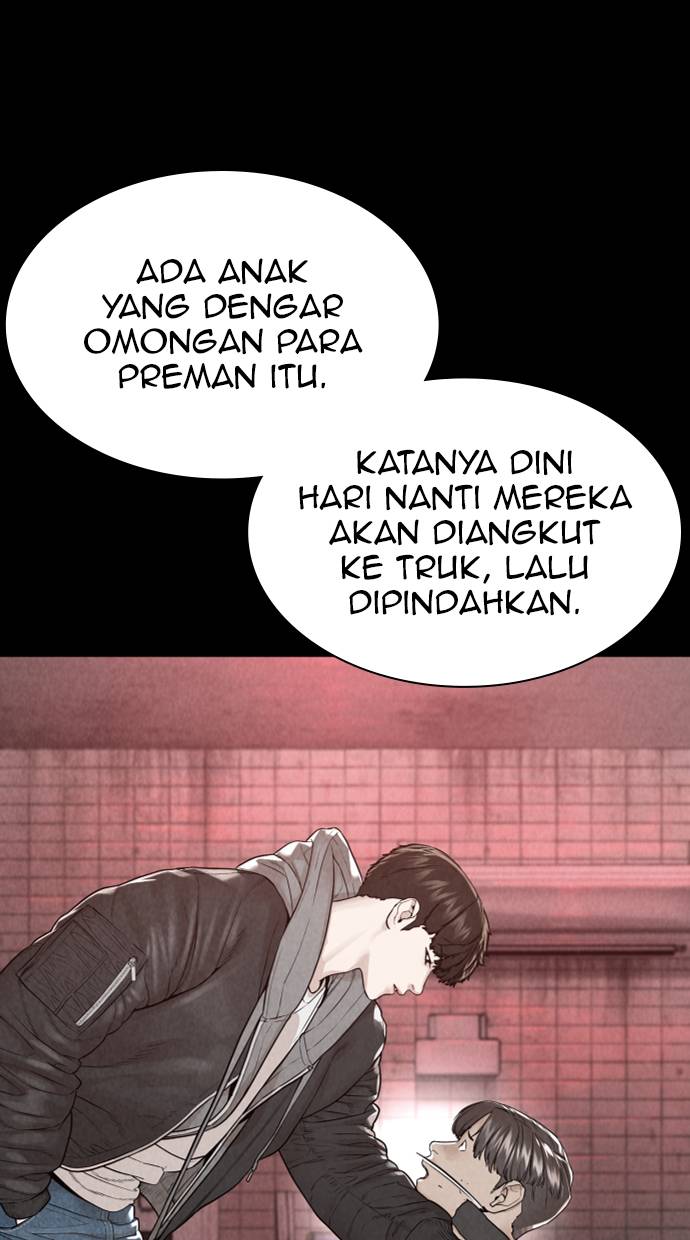 ADA ANAK
YANG DENGAR
OMONGAN PARA
PREMAN ITU.
KATANYA DINI
HARI NANTI MEREKA
AKAN DIANGKUT
KE TRUK, LALU
DIPINDAHKAN.